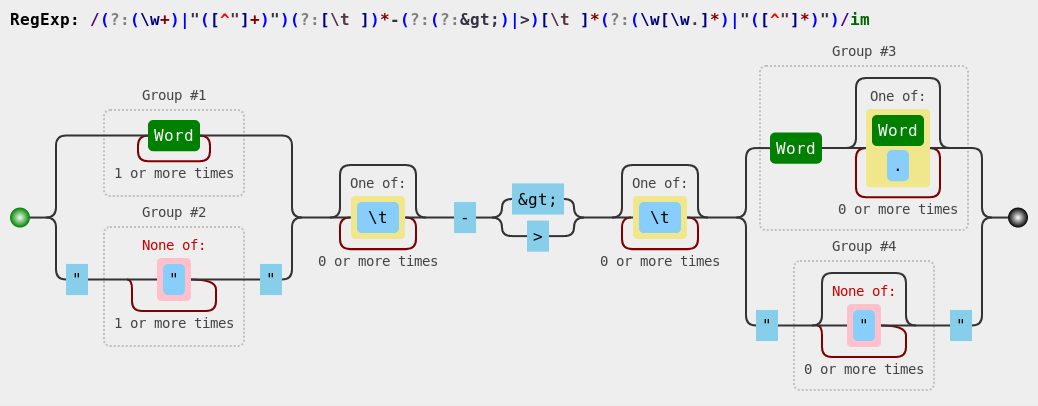 RegExp: /(?:(\w+)|"([^"]+)")(?:[\t ])*-(?:(?:&gt;)|>)[\t ]*(?:(\w[\w.]*)|"([^"]*)")/im
Group #3
Group #1
One of:
Word
Word
Word
.
1 or more times
One of:
One of:
0 or more times
Group #2
\t
-
&gt;
>
\t
None of:
Group #4
0 or more times
0 or more times
"
"
"
None of:
1 or more times
"
"
"
0 or more times